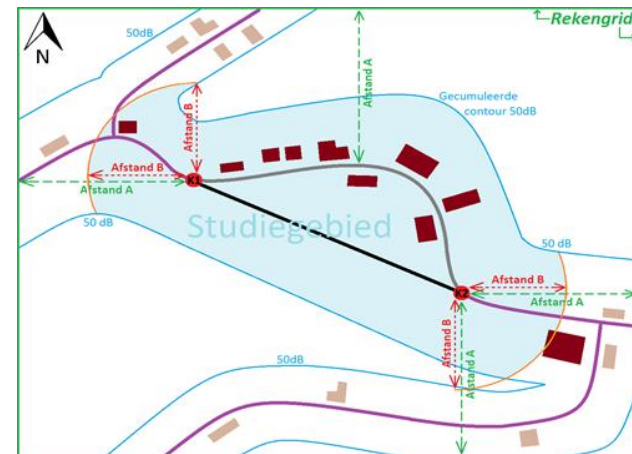 Rekengrid
50dB
N
Afstand A
Gecumuleerde
contour 50dB
Afstand B
Afstand B
K1
Afstand A
50 dB
Studiegebied
50 dB
K2
Afstand B
Afstand A
Afstand B
Afstand A
50dB